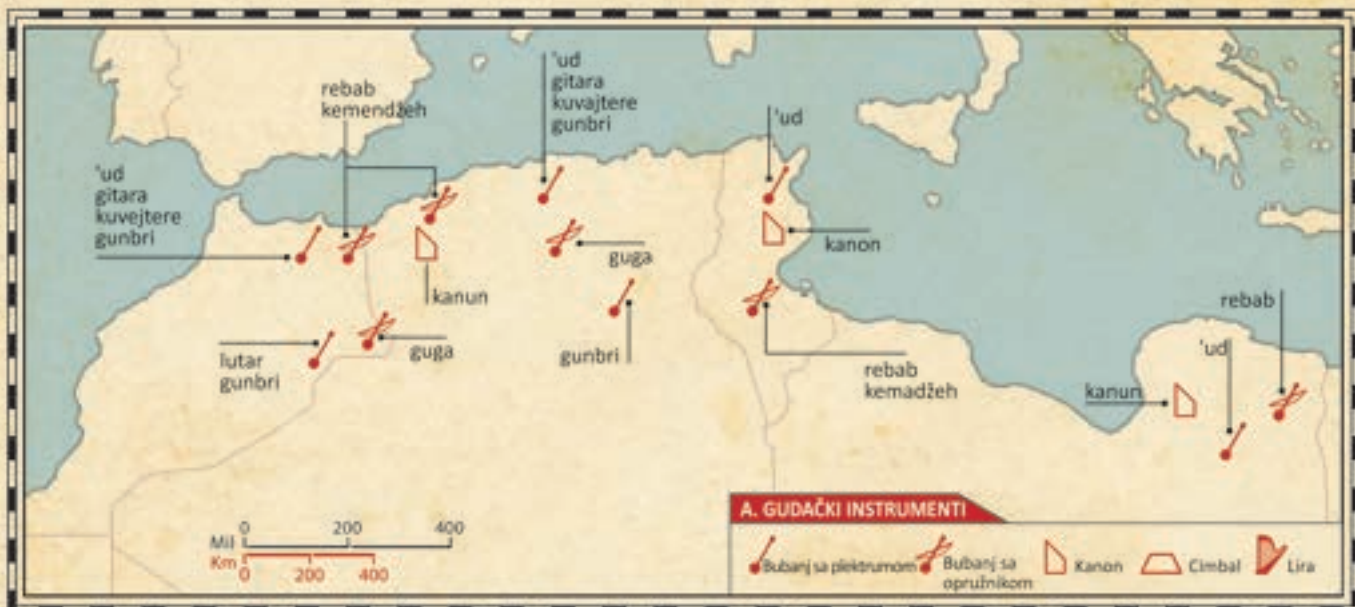 rebab
kemendžeh
'ud
gitara
kuvajtere
gunbri
'ud
'ud
gitara
kuvejtere
gunbri
kanun
guga
kanon
gunbri
rebab
kemadžeh
lutar
gunbri
guga
rebab
'ud
kanun
Mil 0 200 400
Km 0 200 400
A. GUDAČKI INSTRUMENTI
Bubanj sa plektrumom
Bubanj sa
opružnikom
Kanon
Cimbal
Lira